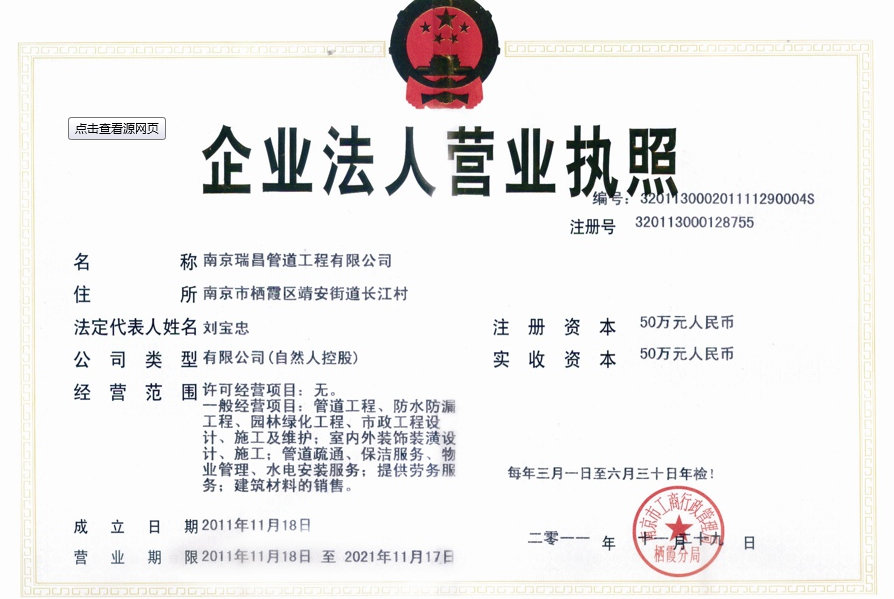 点击查看源网页
企业法人营业执照
编号：320113000201111290004S
注册号 320113000128755
名称 南京瑞昌管道工程有限公司
住所 南京市栖霞区靖安街道长江村
法定代表人姓名 刘宝忠
注册资本 50万元人民币
公司类型 有限公司(自然人控股)
实收资本 50万元人民币
经营范围 许可经营项目：无。
一般经营项目：管道工程、防水防漏
工程、园林绿化工程、市政工程设
计、施工及维护；室内外装饰装潢设
计、施工；管道疏通、保洁服务、物
业管理、水电安装服务；提供劳务服
务；建筑材料的销售。
每年三月一日至六月三十日年检！
成立日期 2011年11月18日
营业期限 2011年11月18日 至 2021年11月17日
二零一一 年 十一月二十九 日
南京市工商行政管理局
栖霞分局